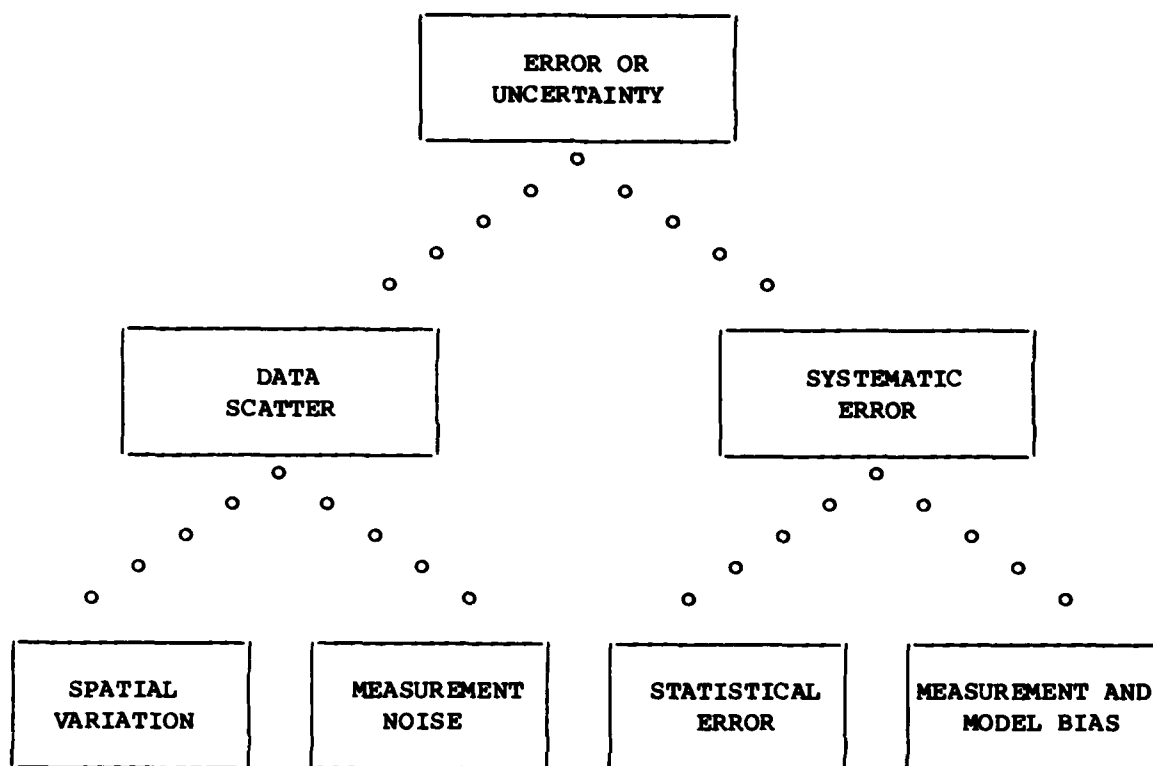 ERROR OR
UNCERTAINTY
DATA
SCATTER
SYSTEMATIC
ERROR
SPATIAL
VARIATION
MEASUREMENT
NOISE
STATISTICAL
ERROR
MEASUREMENT AND
MODEL BIAS